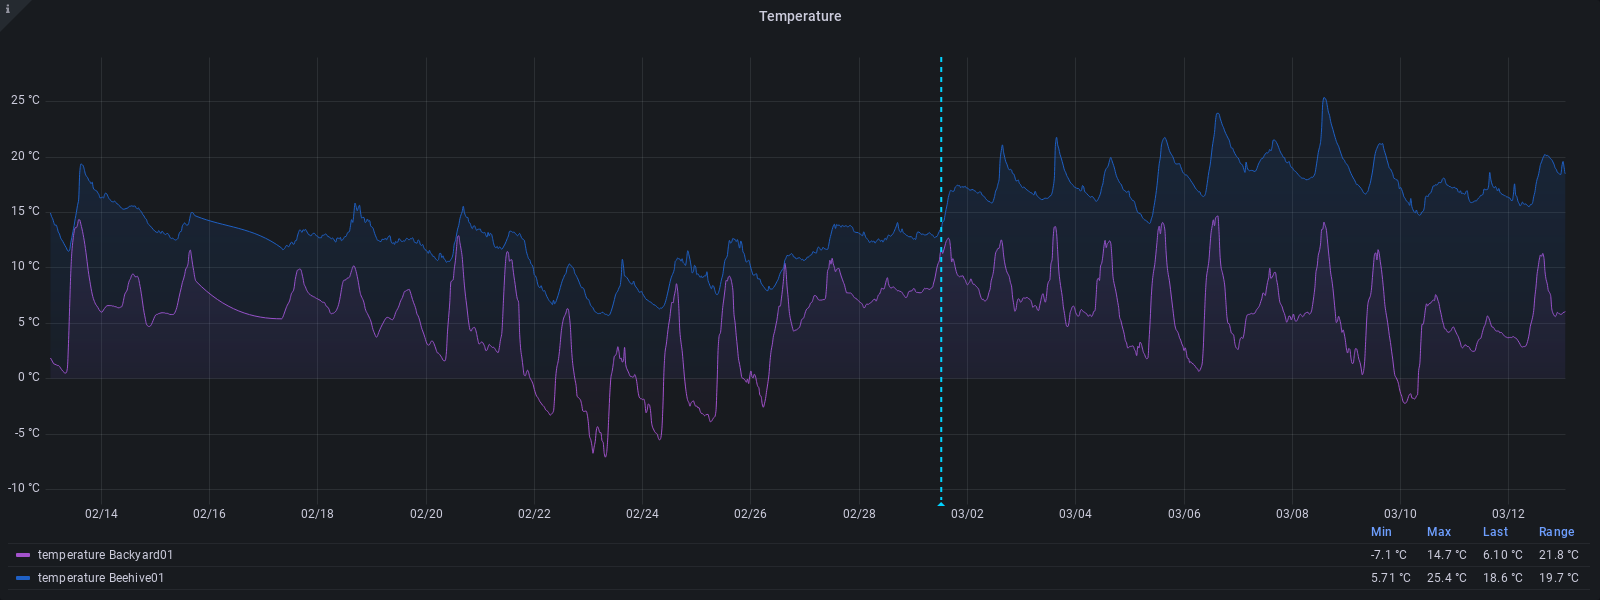 i
Temperature
25 °C
20 °C
15 °C
10 °C
5 °C
0 °C
-5 °C
-10 °C
02/14 02/16 02/18 02/20 02/22 02/24 02/26 02/28 03/02 03/04 03/06 03/08 03/10 03/12
Min Max Last Range
temperature Backyard01 -7.1 °C 14.7 °C 6.10 °C 21.8 °C
temperature Beehive01 5.71 °C 25.4 °C 18.6 °C 19.7 °C